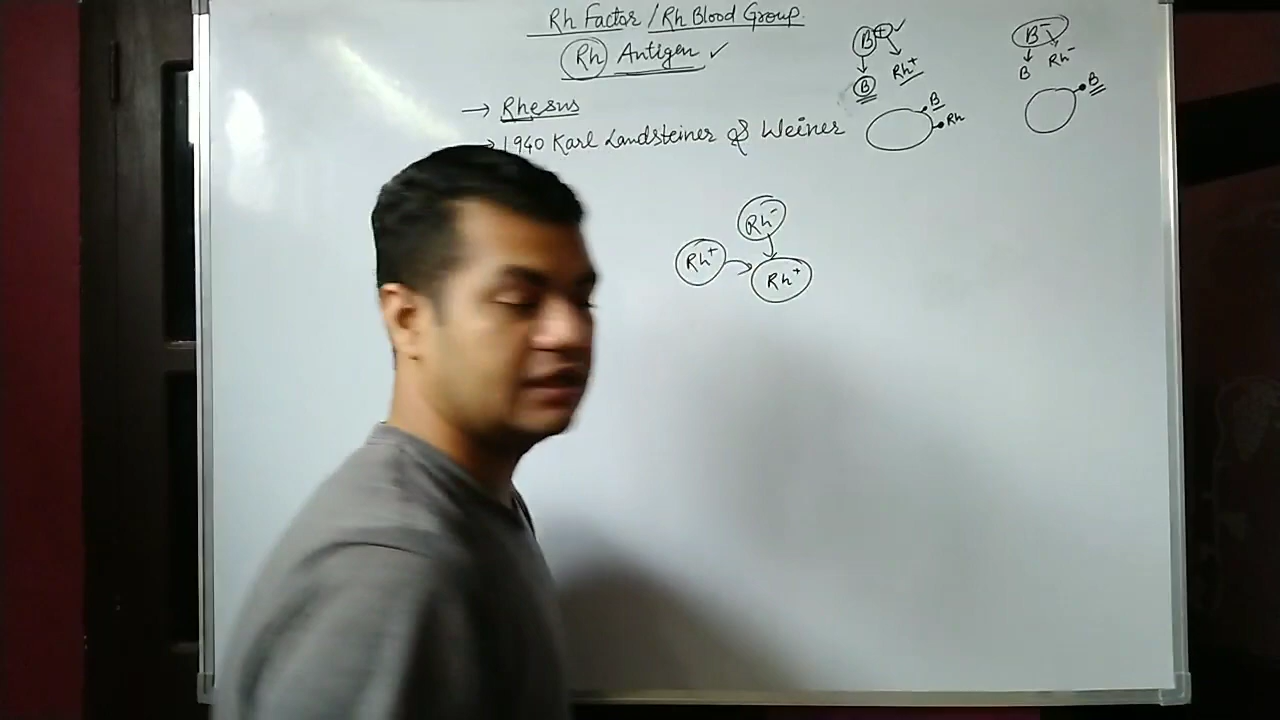 Rh Factor / Rh Blood Group
Rh Antigen ✓
→ Rhesus
→ 1940 Karl Landsteiner & Weiner
B+ ✓
B Rh+
B
Rh
B-
B Rh-
B
Rh-
Rh+
Rh+